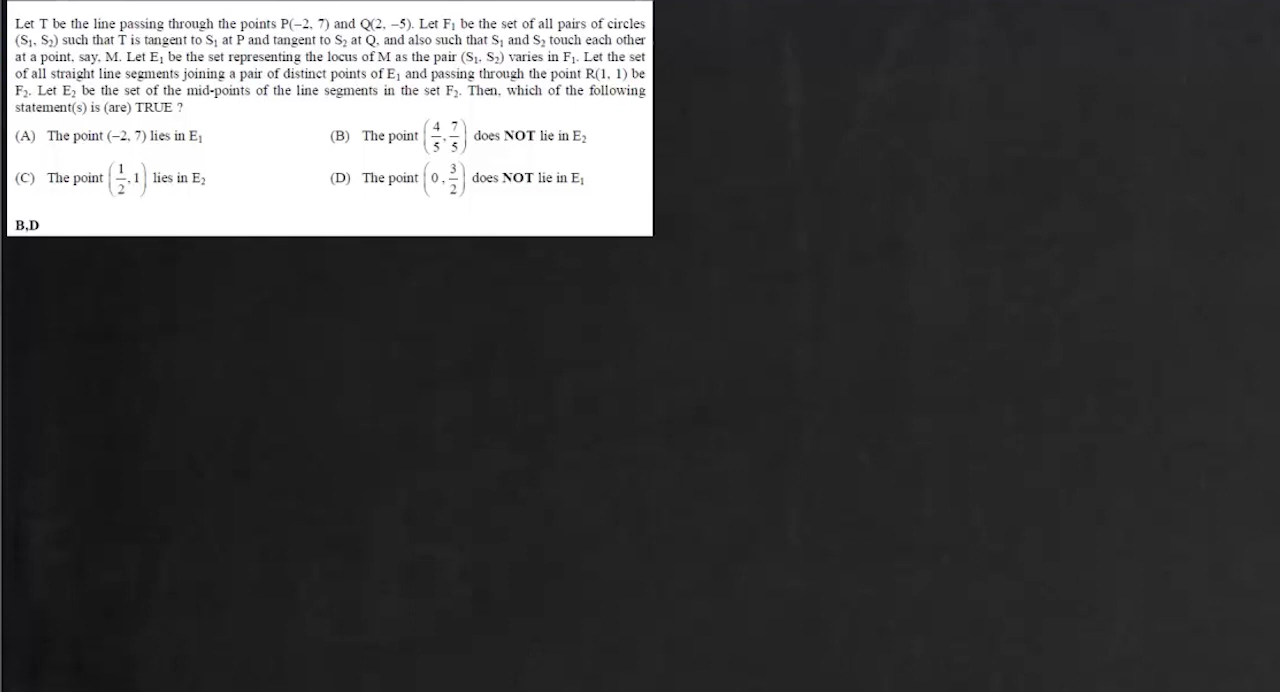 Let T be the line passing through the points P(−2, 7) and Q(2, −5). Let F₁ be the set of all pairs of circles
(S₁, S₂) such that T is tangent to S₁ at P and tangent to S₂ at Q, and also such that S₁ and S₂ touch each other
at a point, say, M. Let E₁ be the set representing the locus of M as the pair (S₁, S₂) varies in F₁. Let the set
of all straight line segments joining a pair of distinct points of E₁ and passing through the point R(1, 1) be
F₂. Let E₂ be the set of the mid-points of the line segments in the set F₂. Then, which of the following
statement(s) is (are) TRUE ?
(A) The point (−2, 7) lies in E₁
(B) The point (4/5, 7/5) does NOT lie in E₂
(C) The point (1/2, 1) lies in E₂
(D) The point (0, 3/2) does NOT lie in E₁
B,D